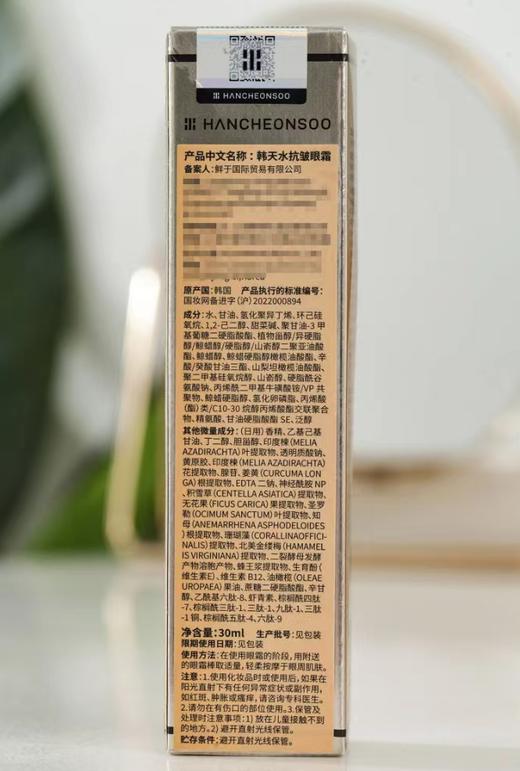 HANCHEONSOO
HANCHEONSOO
产品中文名称：韩天水抗皱眼霜
备案人：鲜于国际贸易有限公司
原产国：韩国 产品执行的标准编号：
国妆网备进字（沪）2022000894
成分：水、甘油、氢化聚异丁烯、环己硅
氧烷、1,2-己二醇、甜菜碱、聚甘油-3 甲
基葡糖二硬脂酸酯、植物甾醇/异硬脂
醇/鲸蜡醇/硬脂醇/山嵛醇二聚亚油酸
酯、鲸蜡醇、鲸蜡硬脂醇橄榄油酸酯、辛
酸/癸酸甘油三酯、山梨坦橄榄油酸酯、
聚二甲基硅氧烷醇、山嵛醇、硬脂酰谷
氨酸钠、丙烯酰二甲基牛磺酸铵/VP 共
聚物、鲸蜡硬脂醇、氢化卵磷脂、丙烯酸
（酯）类/C10-30 烷醇丙烯酸酯交联聚合
物、精氨酸、甘油硬脂酸酯 SE、泛醇
其他微量成分：（日用）香精、乙基己基
甘油、丁二醇、胆甾醇、印度楝（MELIA
AZADIRACHTA）叶提取物、透明质酸钠、
黄原胶、印度楝（MELIA AZADIRACHTA）
花提取物、腺苷、姜黄（CURCUMA LON
GA）根提取物、EDTA 二钠、神经酰胺 NP
、积雪草（CENTELLA ASIATICA）提取物、
无花果（FICUS CARICA）果提取物、圣罗
勒（OCIMUM SANCTUM）叶提取物、知
母（ANEMARRHENA ASPHODELOIDES
）根提取物、珊瑚藻（CORALLINAOFFICI-
NALIS）提取物、北美金缕梅（HAMAMEL
IS VIRGINIANA）提取物、二裂酵母发酵
产物溶胞产物、蜂王浆提取物、生育酚（
维生素E）、维生素 B12、油橄榄（OLEAE
UROPAEA）果油、蔗糖二硬脂酸酯、辛甘
醇、乙酰基六肽-8、虾青素、棕榈酰四肽
-7、棕榈酰三肽-1、三肽-1、九肽-1、三肽
-1 铜、棕榈酰五肽-4、六肽-9
净含量：30ml 生产批号：见包装
限期使用日期：见包装
使用方法：在使用眼霜的阶段，用附送
的眼霜棒取适量，轻柔按摩于眼周肌肤。
注意：1.使用化妆品时或使用后，如果在
阳光直射下有任何异常症状或副作用，
如红斑、肿胀或瘙痒，请咨询专科医生。
2.请勿在有伤口的部位使用。3.保管及
处理时注意事项：1）放在儿童接触不到
的地方。2）避开直射光线保管。
贮存条件：避开直射光线保管。